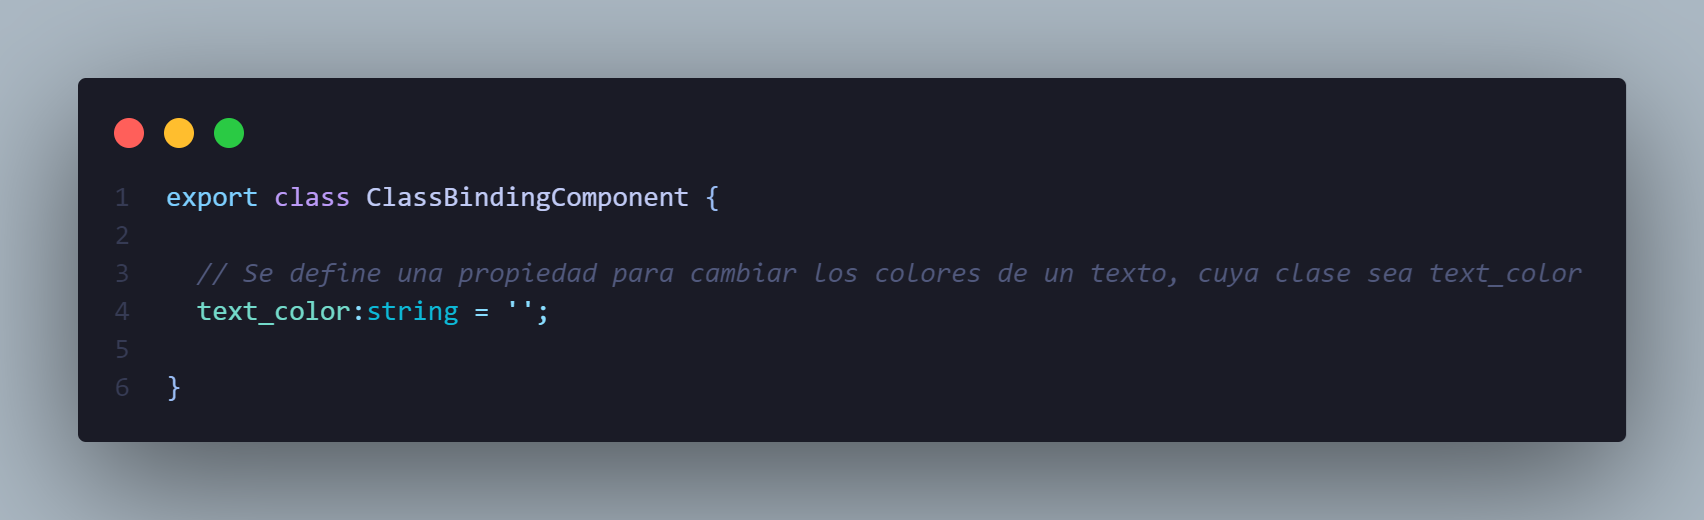 1 export class ClassBindingComponent {
2
3 // Se define una propiedad para cambiar los colores de un texto, cuya clase sea text_color
4 text_color:string = '';
5
6 }